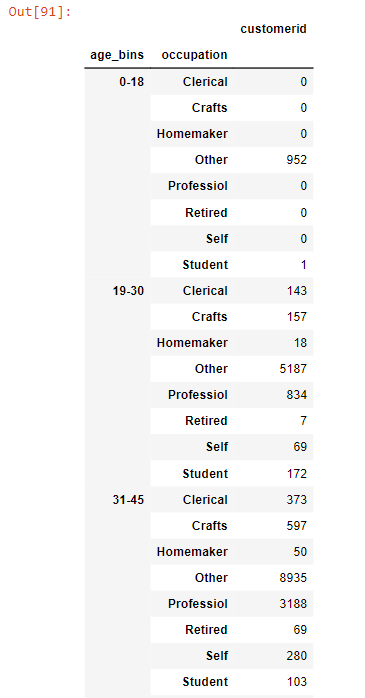 Out[91]:
customerid
age_bins occupation
0-18 Clerical 0
Crafts 0
Homemaker 0
Other 952
Professiol 0
Retired 0
Self 0
Student 1
19-30 Clerical 143
Crafts 157
Homemaker 18
Other 5187
Professiol 834
Retired 7
Self 69
Student 172
31-45 Clerical 373
Crafts 597
Homemaker 50
Other 8935
Professiol 3188
Retired 69
Self 280
Student 103